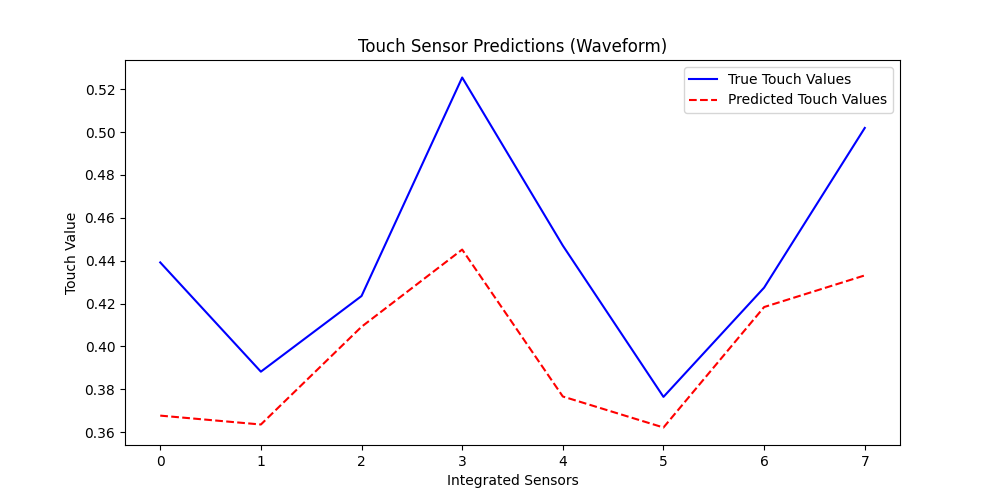 Touch Sensor Predictions (Waveform)
True Touch Values
Predicted Touch Values
Touch Value
0.52
0.50
0.48
0.46
0.44
0.42
0.40
0.38
0.36
0 1 2 3 4 5 6 7
Integrated Sensors